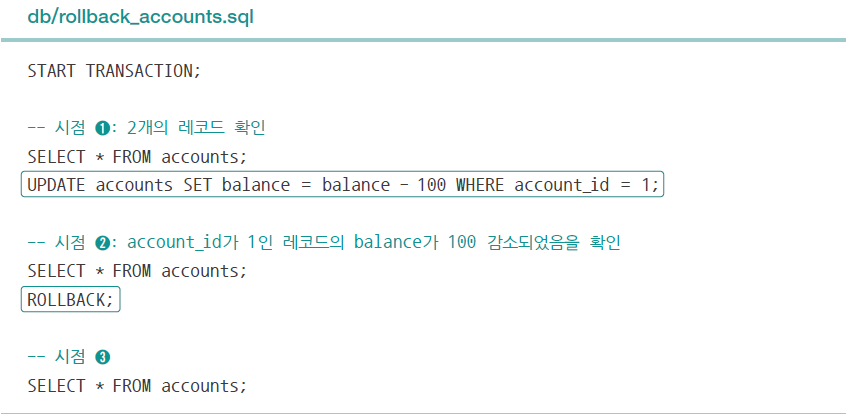 db/rollback_accounts.sql
START TRANSACTION;
-- 시점 ❶: 2개의 레코드 확인
SELECT * FROM accounts;
UPDATE accounts SET balance = balance - 100 WHERE account_id = 1;
-- 시점 ❷: account_id가 1인 레코드의 balance가 100 감소되었음을 확인
SELECT * FROM accounts;
ROLLBACK;
-- 시점 ❸
SELECT * FROM accounts;